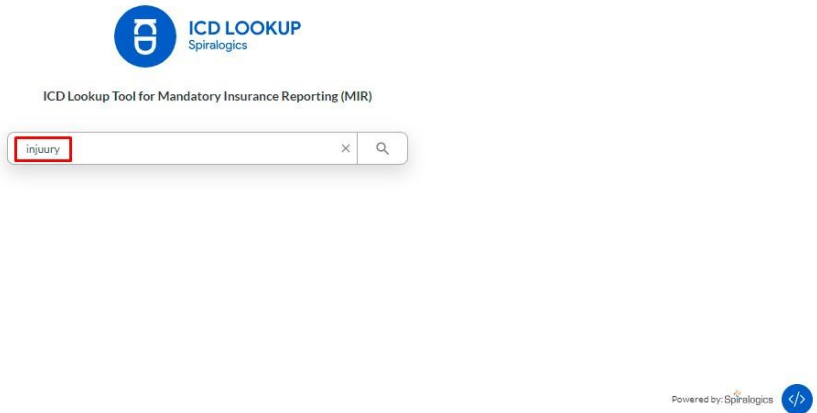 ICD LOOKUP
Spiralogics
ICD Lookup Tool for Mandatory Insurance Reporting (MIR)
injuury
Powered by: Spiralogics